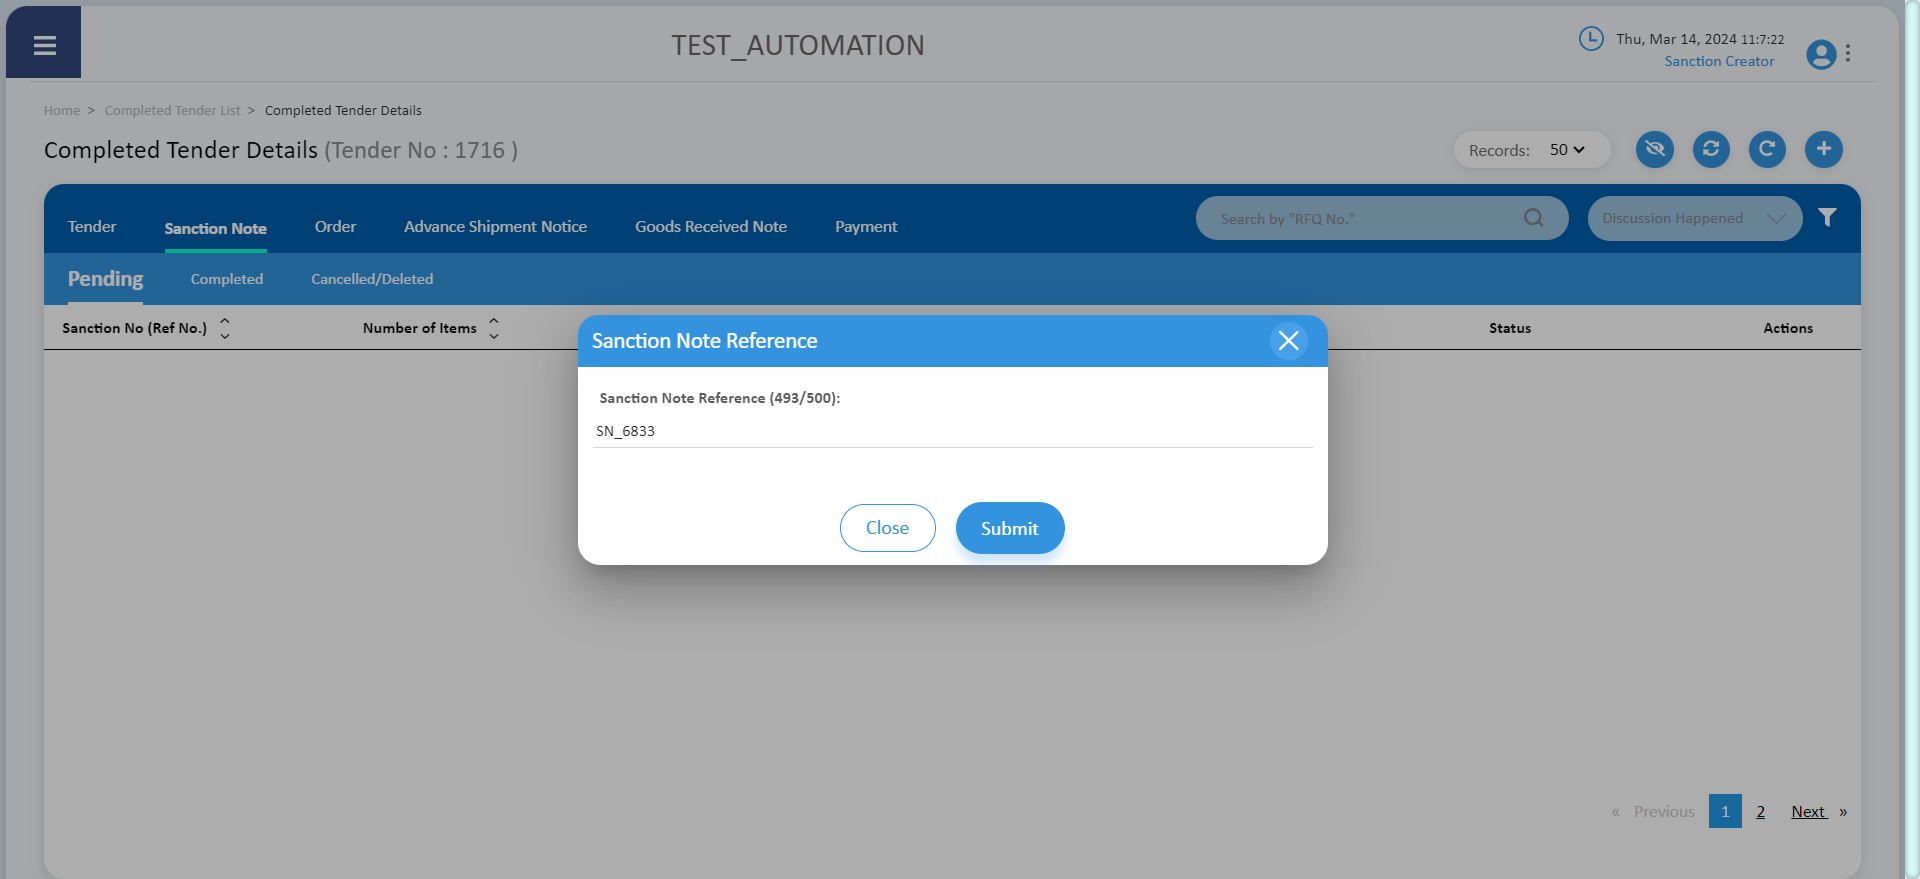 TEST_AUTOMATION
Thu, Mar 14, 2024 11:7:22
Sanction Creator
Home > Completed Tender List > Completed Tender Details
Completed Tender Details (Tender No : 1716 )
Records: 50
Tender Sanction Note Order Advance Shipment Notice Goods Received Note Payment
Search by "RFQ No."
Discussion Happened
Pending Completed Cancelled/Deleted
Sanction No (Ref No.) Number of Items Status Actions
Sanction Note Reference
Sanction Note Reference (493/500):
SN_6833
Close Submit
« Previous 1 2 Next »